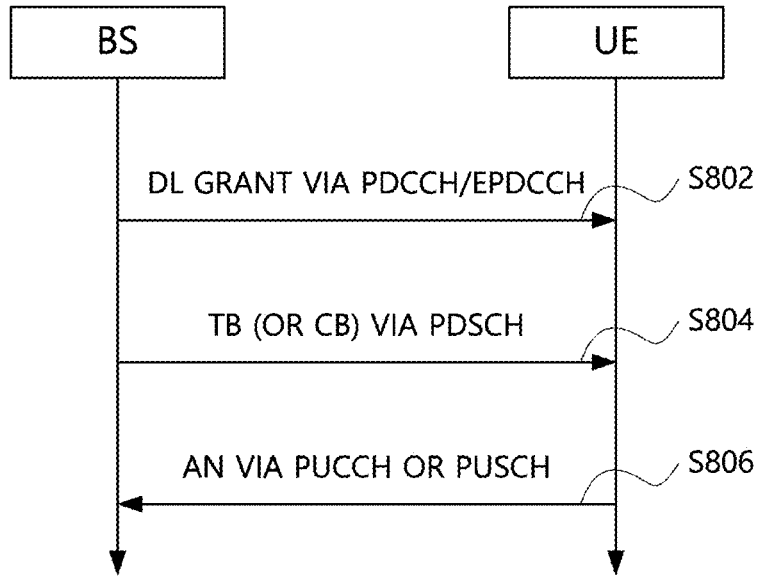 BS
UE
DL GRANT VIA PDCCH/EPDCCH
S802
TB (OR CB) VIA PDSCH
S804
AN VIA PUCCH OR PUSCH
S806